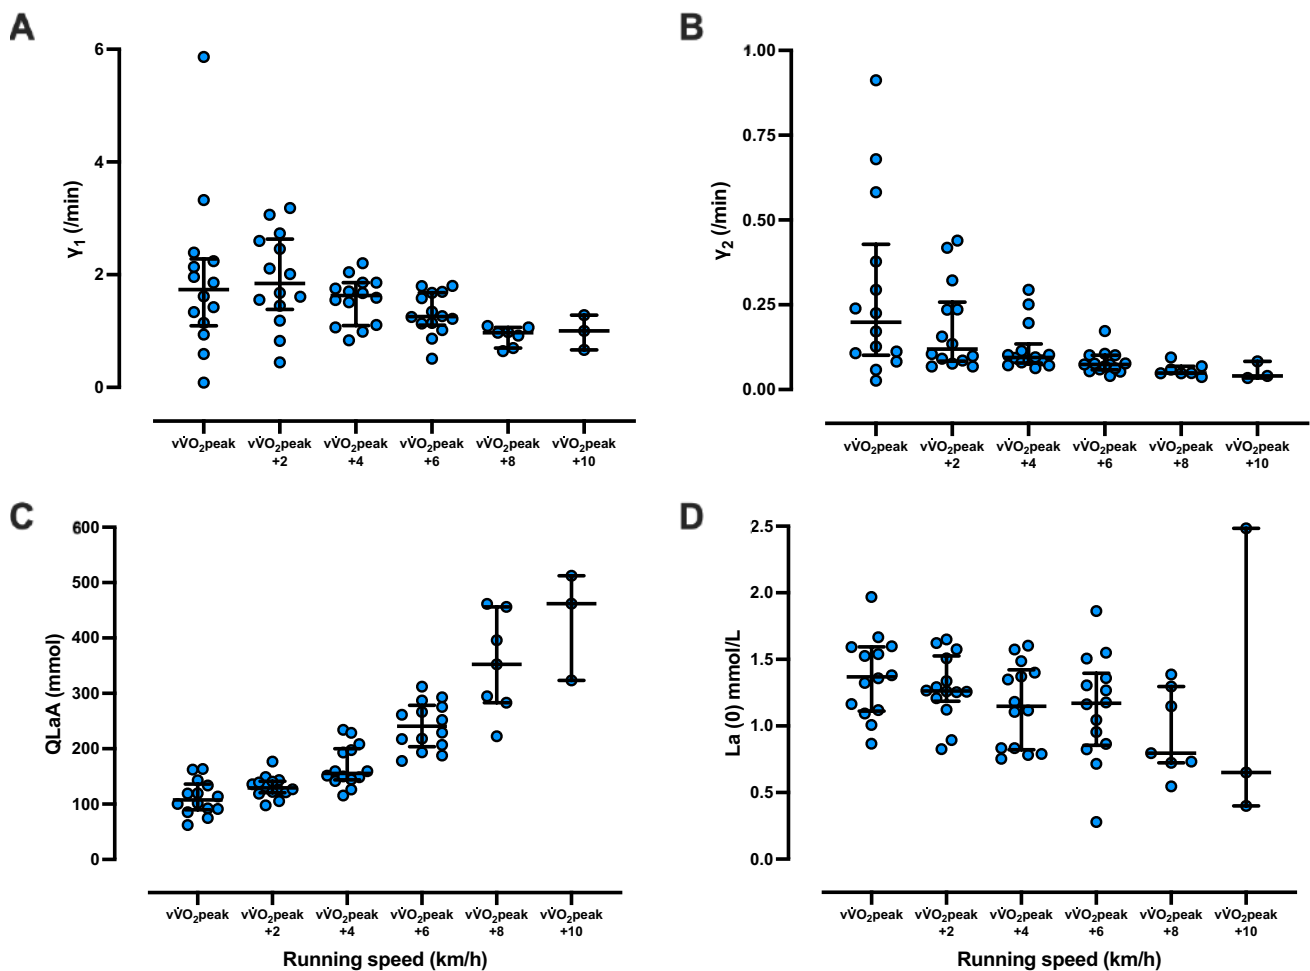 A
6
4
2
0
Y₁ (/min)
vV̇O₂peak vV̇O₂peak vV̇O₂peak vV̇O₂peak vV̇O₂peak vV̇O₂peak
+2 +4 +6 +8 +10
B
1.00
0.75
0.50
0.25
0.00
Y₂ (/min)
vV̇O₂peak vV̇O₂peak vV̇O₂peak vV̇O₂peak vV̇O₂peak vV̇O₂peak
+2 +4 +6 +8 +10
C
600
500
400
300
200
100
0
QLaA (mmol)
vV̇O₂peak vV̇O₂peak vV̇O₂peak vV̇O₂peak vV̇O₂peak vV̇O₂peak
+2 +4 +6 +8 +10
Running speed (km/h)
D
2.5
2.0
1.5
1.0
0.5
0.0
La (0) mmol/L
vV̇O₂peak vV̇O₂peak vV̇O₂peak vV̇O₂peak vV̇O₂peak vV̇O₂peak
+2 +4 +6 +8 +10
Running speed (km/h)